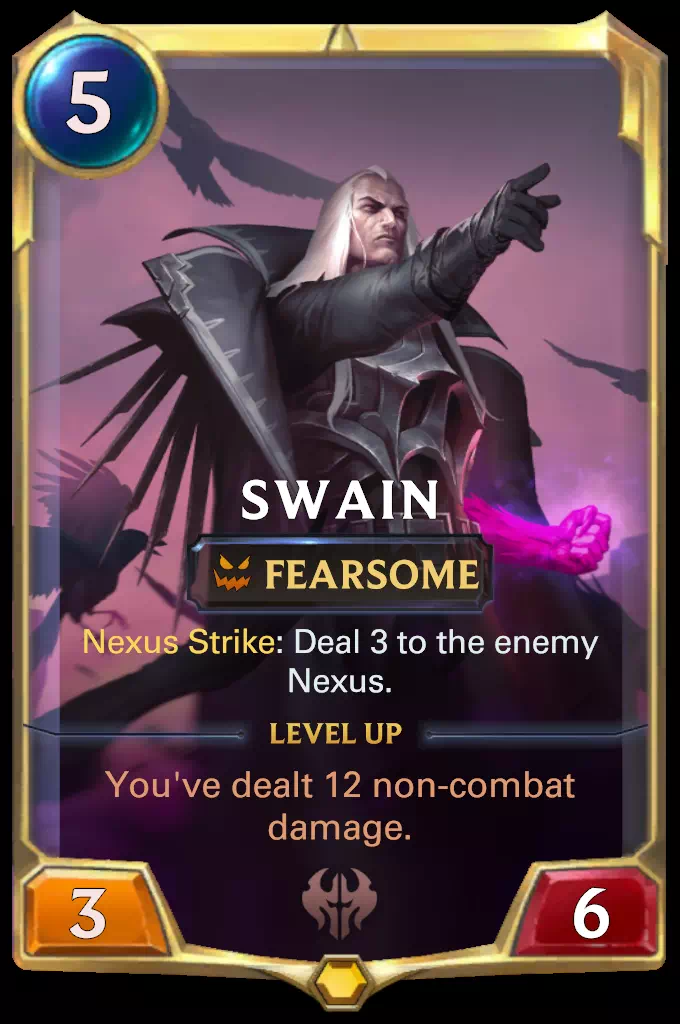 5
SWAIN
FEARSOME
Nexus Strike: Deal 3 to the enemy
Nexus.
LEVEL UP
You've dealt 12 non-combat
damage.
3
6